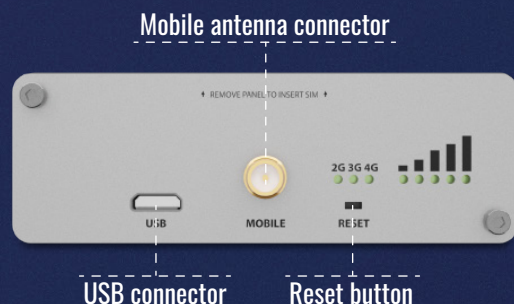 Mobile antenna connector
REMOVE PANEL TO INSERT SIM
2G 3G 4G
USB
MOBILE
RESET
USB connector
Reset button